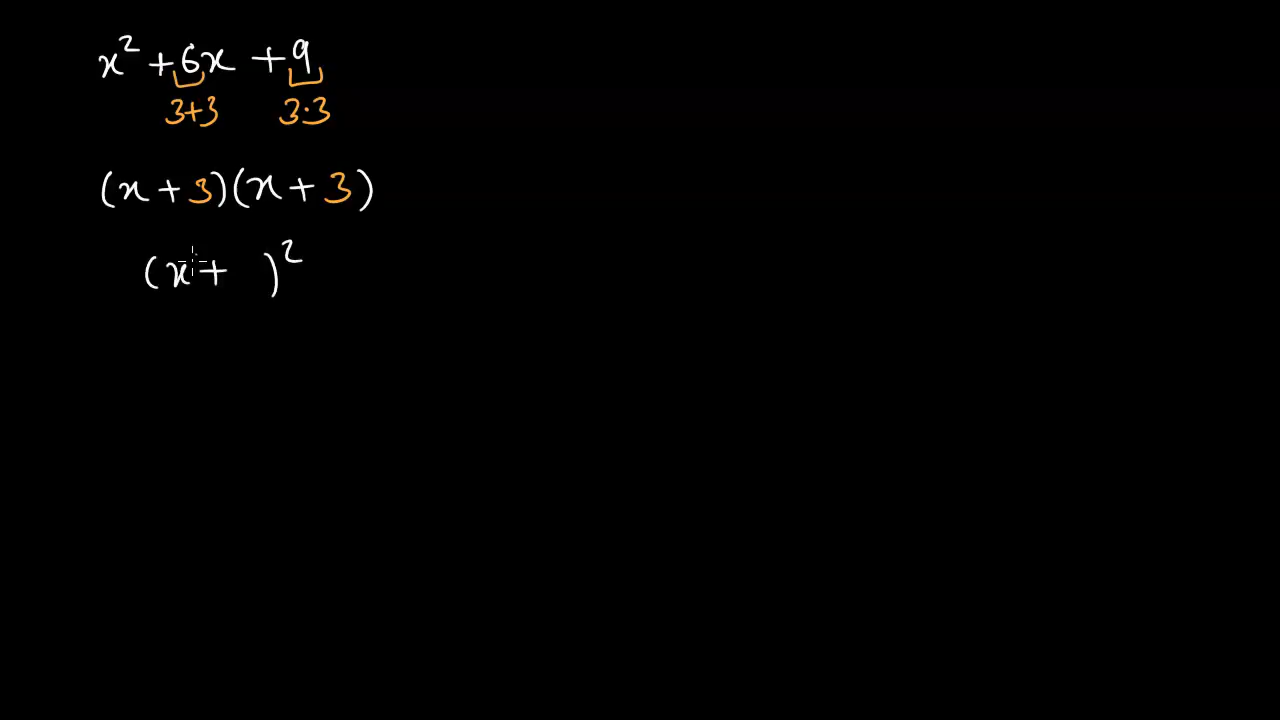 x² + 6x + 9
3+3 3·3
(x + 3)(x + 3)
(x + )²